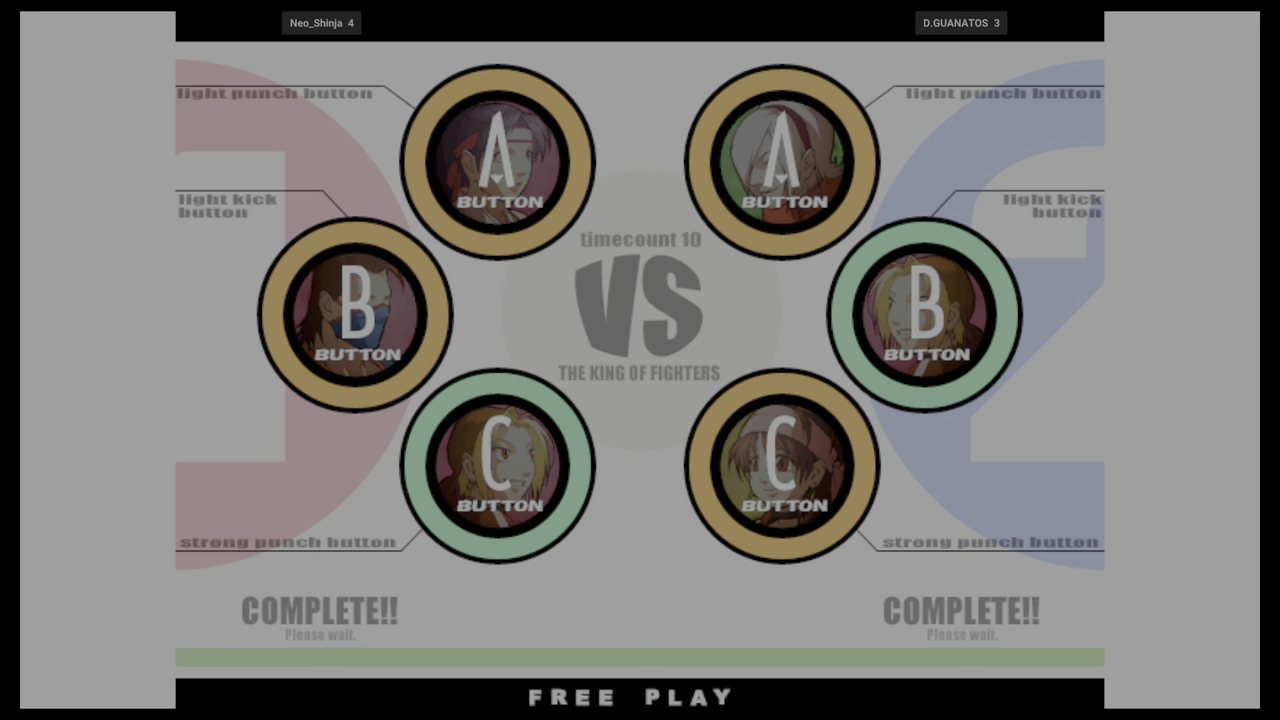 Neo_Shinja 4
D.GUANATOS 3
light punch button
A
BUTTON
A
BUTTON
light punch button
light kick
button
light kick
button
timecount 10
VS
THE KING OF FIGHTERS
B
BUTTON
B
BUTTON
C
BUTTON
C
BUTTON
strong punch button
strong punch button
COMPLETE!!
Please wait.
COMPLETE!!
Please wait.
FREE PLAY